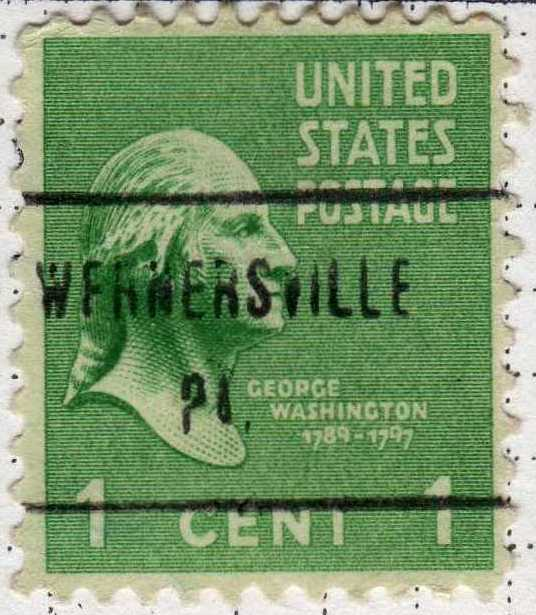 UNITED
STATES
POSTAGE
WERNERSVILLE
PA.
GEORGE
WASHINGTON
1789-1797
1 CENT 1